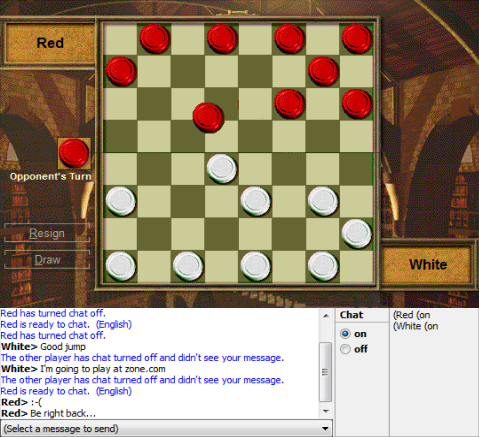 Red
Opponent's Turn
Resign
Draw
White
Red has turned chat off.
Red is ready to chat. (English)
Red has turned chat off.
White> Good jump
The other player has chat turned off and didn't see your message.
White> I'm going to play at zone.com
The other player has chat turned off and didn't see your message.
Red is ready to chat. (English)
Red> :-(
Red> Be right back...
(Select a message to send)
Chat
on
off
(Red (on
(White (on